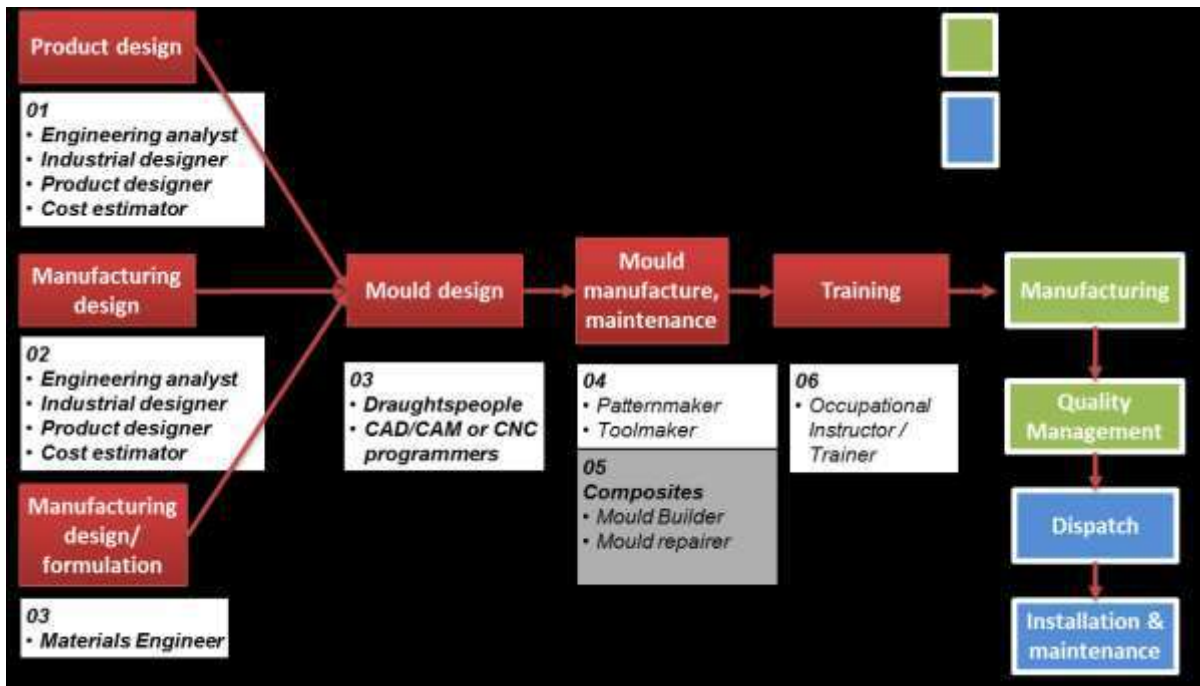 Product design
01
• Engineering analyst
• Industrial designer
• Product designer
• Cost estimator
Manufacturing
design
02
• Engineering analyst
• Industrial designer
• Product designer
• Cost estimator
Manufacturing
design/
formulation
03
• Materials Engineer
Mould design
03
• Draughtspeople
• CAD/CAM or CNC
programmers
Mould
manufacture,
maintenance
04
• Patternmaker
• Toolmaker
05
Composites
• Mould Builder
• Mould repairer
Training
06
• Occupational
Instructor /
Trainer
Manufacturing
Quality
Management
Dispatch
Installation &
maintenance